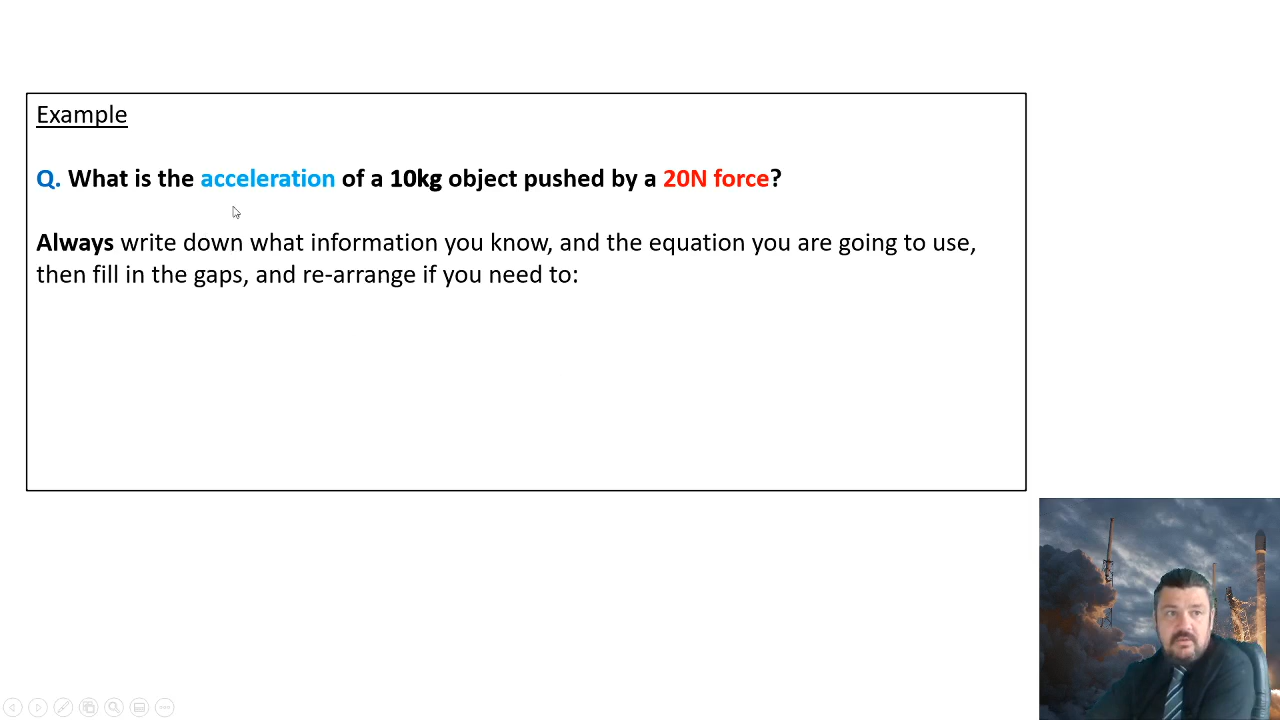 Example
Q. What is the acceleration of a 10kg object pushed by a 20N force?
Always write down what information you know, and the equation you are going to use,
then fill in the gaps, and re-arrange if you need to: